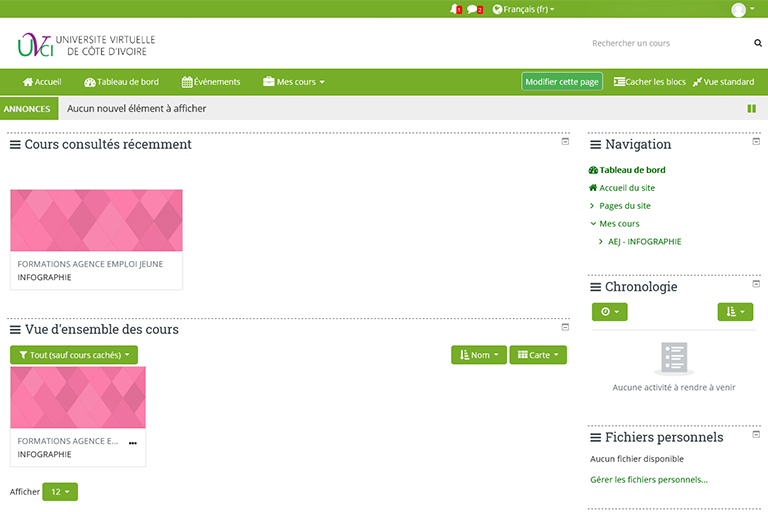 1
2
Français (fr)
UVCI
UNIVERSITE VIRTUELLE
DE CÔTE D'IVOIRE
Rechercher un cours
Accueil
Tableau de bord
Événements
Mes cours
Modifier cette page
Cacher les blocs
Vue standard
ANNONCES
Aucun nouvel élément à afficher
Cours consultés récemment
FORMATIONS AGENCE EMPLOI JEUNE
INFOGRAPHIE
Vue d'ensemble des cours
Tout (sauf cours cachés)
Nom
Carte
FORMATIONS AGENCE E...
INFOGRAPHIE
Afficher 12
Navigation
Tableau de bord
Accueil du site
Pages du site
Mes cours
AEJ - INFOGRAPHIE
Chronologie
Aucune activité à rendre à venir
Fichiers personnels
Aucun fichier disponible
Gérer les fichiers personnels...